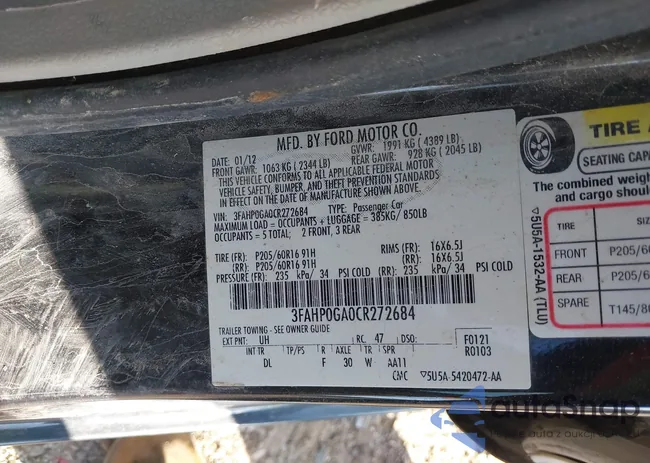 MFD. BY FORD MOTOR CO.
DATE: 01/12 GVWR: 1991 KG ( 4389 LB)
FRONT GAWR: 1063 KG ( 2344 LB) REAR GAWR: 928 KG ( 2045 LB)
THIS VEHICLE CONFORMS TO ALL APPLICABLE FEDERAL MOTOR
VEHICLE SAFETY, BUMPER, AND THEFT PREVENTION STANDARDS
IN EFFECT ON THE DATE OF MANUFACTURE SHOWN ABOVE.
VIN: 3FAHP0GA0CR272684 TYPE: Passenger Car
MAXIMUM LOAD = OCCUPANTS + LUGGAGE = 385KG/ 850LB
OCCUPANTS = 5 TOTAL; 2 FRONT, 3 REAR
TIRE (FR): P205/60R16 91H RIMS (FR): 16X6.5J
(RR): P205/60R16 91H (RR): 16X6.5J
PRESSURE (FR): 235 kPa/ 34 PSI COLD (RR): 235 kPa/ 34 PSI COLD
3FAHP0GA0CR272684
TRAILER TOWING - SEE OWNER GUIDE
EXT PNT: UH RC: 47 DSO: F0121
R0103
INT TR TP/PS R AXLE TR SPR
DL F 30 W AA11
CMC ▽5U5A-5420472-AA
▽5U5A-1532-AA (TLU)
TIRE
SEATING
The combined weight
and cargo shou
TIRE
FRONT P205/60
REAR P205/6
SPARE T145/8
autoSnap